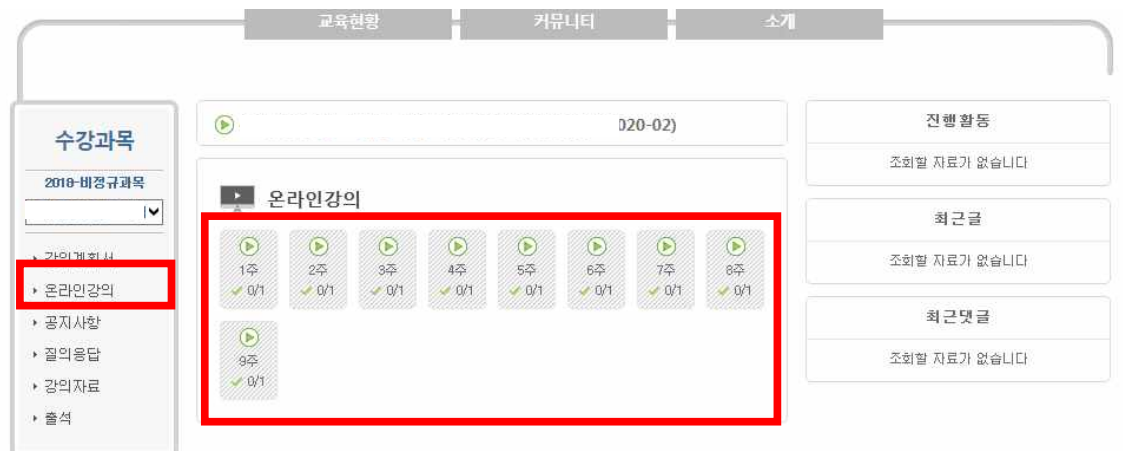 교육현황 커뮤니티 소개
수강과목
2018-비정규과목
강의계획서
온라인강의
공지사항
질의응답
강의자료
출석
020-02)
온라인강의
1주 2주 3주 4주 5주 6주 7주 8주
0/1 0/1 0/1 0/1 0/1 0/1 0/1 0/1
9주
0/1
진행활동
조회할 자료가 없습니다
최근글
조회할 자료가 없습니다
최근댓글
조회할 자료가 없습니다